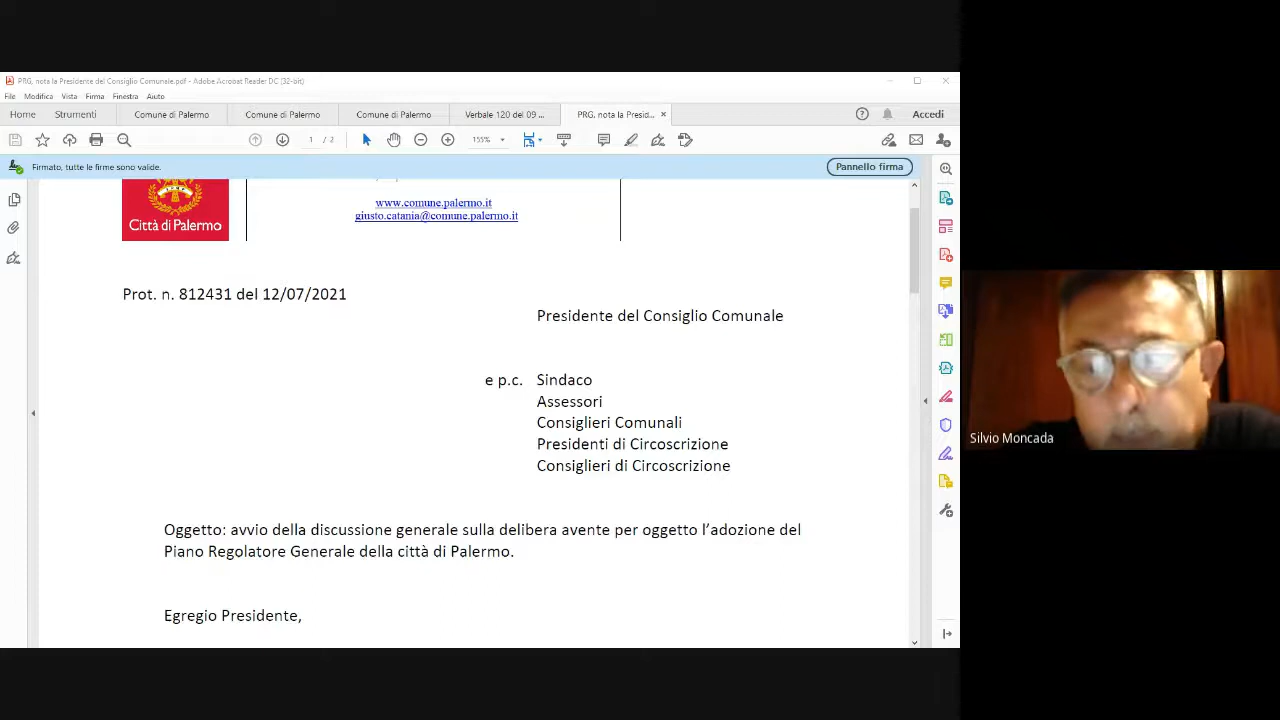 PRG, nota la Presidente del Consiglio Comunale.pdf - Adobe Acrobat Reader DC (32-bit)
File Modifica Vista Firma Finestra Aiuto
Home Strumenti Comune di Palermo Comune di Palermo Comune di Palermo Verbale 120 del 09 ... PRG, nota la Presid... × Accedi
1 / 2 155%
Firmato, tutte le firme sono valide. Pannello firma
www.comune.palermo.it
giusto.catania@comune.palermo.it
Città di Palermo
Prot. n. 812431 del 12/07/2021
Presidente del Consiglio Comunale
e p.c. Sindaco
Assessori
Consiglieri Comunali
Presidenti di Circoscrizione
Consiglieri di Circoscrizione
Oggetto: avvio della discussione generale sulla delibera avente per oggetto l’adozione del
Piano Regolatore Generale della città di Palermo.
Egregio Presidente,
Silvio Moncada